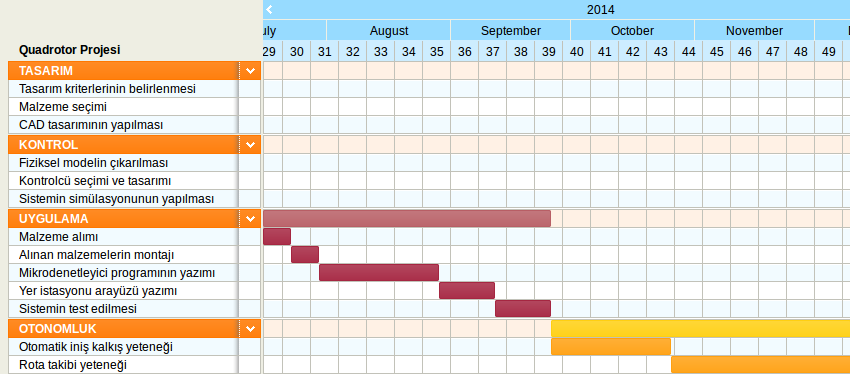 2014
uly August September October November
Quadrotor Projesi 29 30 31 32 33 34 35 36 37 38 39 40 41 42 43 44 45 46 47 48 49
TASARIM
Tasarım kriterlerinin belirlenmesi
Malzeme seçimi
CAD tasarımının yapılması
KONTROL
Fiziksel modelin çıkarılması
Kontrolcü seçimi ve tasarımı
Sistemin simülasyonunun yapılması
UYGULAMA
Malzeme alımı
Alınan malzemelerin montajı
Mikrodenetleyici programının yazımı
Yer istasyonu arayüzü yazımı
Sistemin test edilmesi
OTONOMLUK
Otomatik iniş kalkış yeteneği
Rota takibi yeteneği